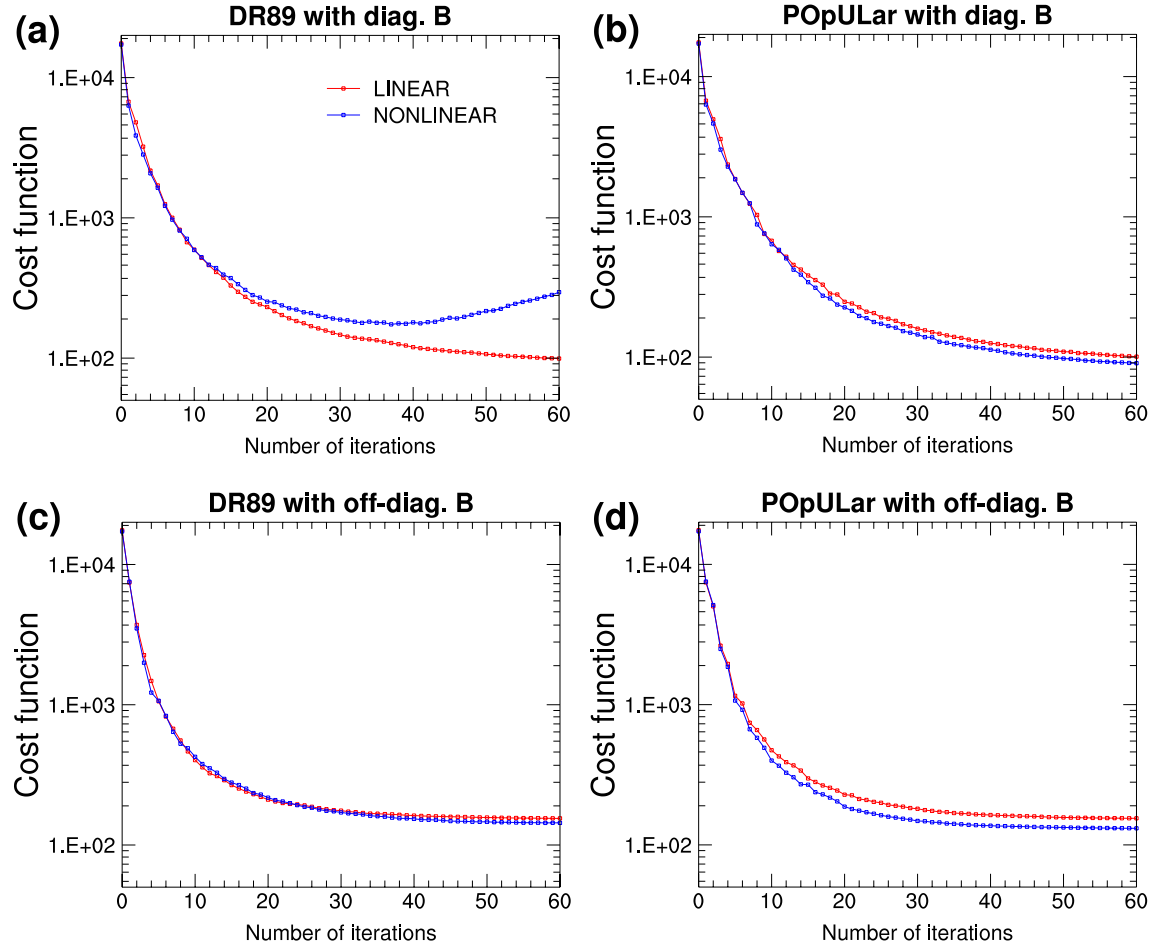 (a)
DR89 with diag. B
LINEAR
NONLINEAR
Cost function
1.E+04
1.E+03
1.E+02
0 10 20 30 40 50 60
Number of iterations
(b)
POpULar with diag. B
Cost function
1.E+04
1.E+03
1.E+02
0 10 20 30 40 50 60
Number of iterations
(c)
DR89 with off-diag. B
Cost function
1.E+04
1.E+03
1.E+02
0 10 20 30 40 50 60
Number of iterations
(d)
POpULar with off-diag. B
Cost function
1.E+04
1.E+03
1.E+02
0 10 20 30 40 50 60
Number of iterations